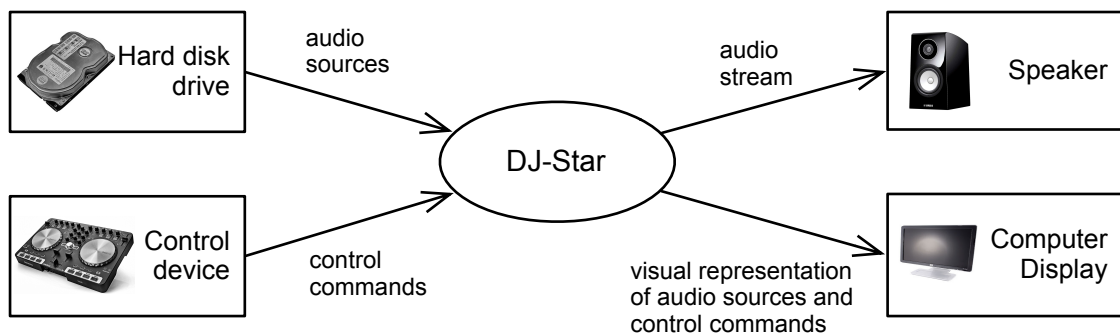 Hard disk
drive
audio
sources
audio
stream
Speaker
DJ-Star
Control
device
control
commands
visual representation
of audio sources and
control commands
Computer
Display